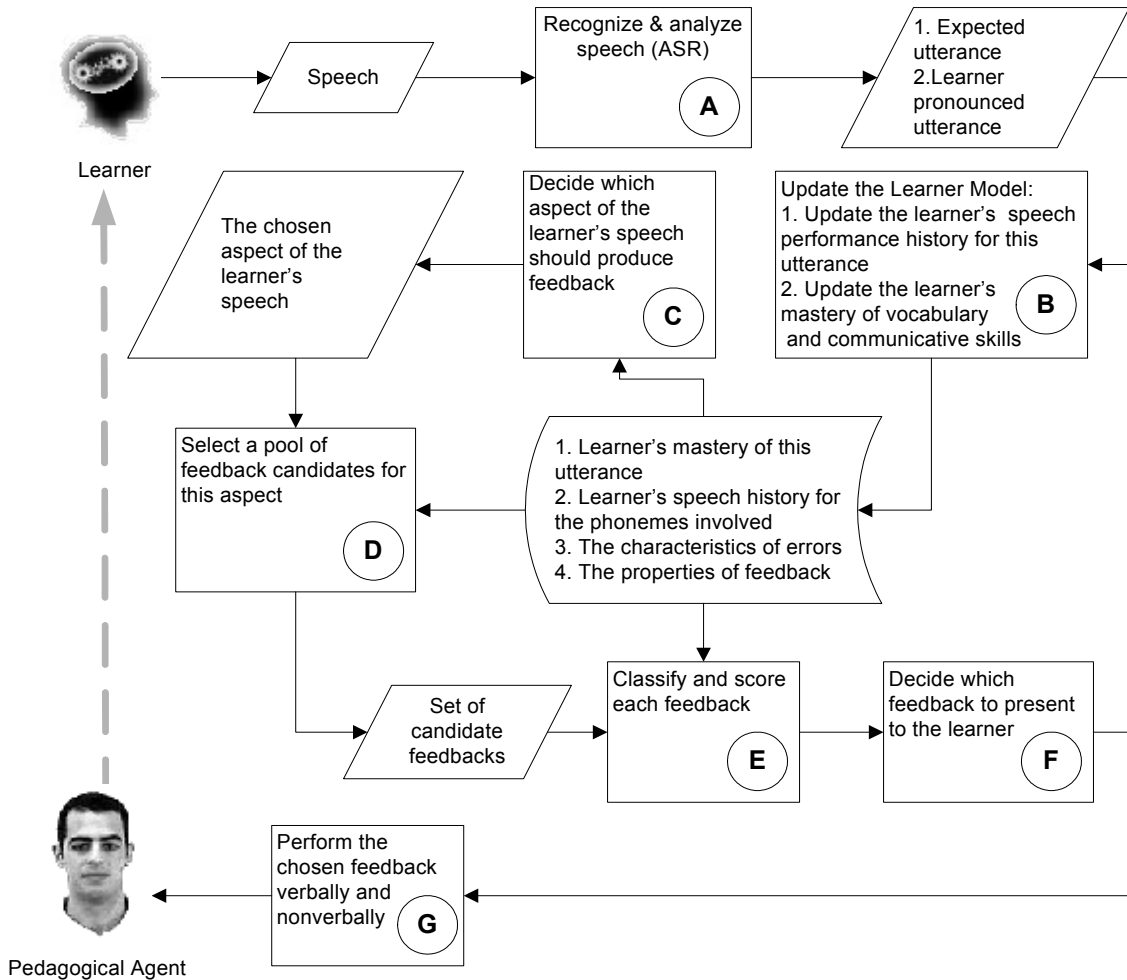 Learner
Speech
Recognize & analyze
speech (ASR)
A
1. Expected
utterance
2.Learner
pronounced
utterance
The chosen
aspect of the
learner's
speech
Decide which
aspect of the
learner's speech
should produce
feedback
C
Update the Learner Model:
1. Update the learner's speech
performance history for this
utterance
2. Update the learner's
mastery of vocabulary
and communicative skills
B
Select a pool of
feedback candidates for
this aspect
D
1. Learner's mastery of this
utterance
2. Learner's speech history for
the phonemes involved
3. The characteristics of errors
4. The properties of feedback
Set of
candidate
feedbacks
Classify and score
each feedback
E
Decide which
feedback to present
to the learner
F
Perform the
chosen feedback
verbally and
nonverbally
G
Pedagogical Agent